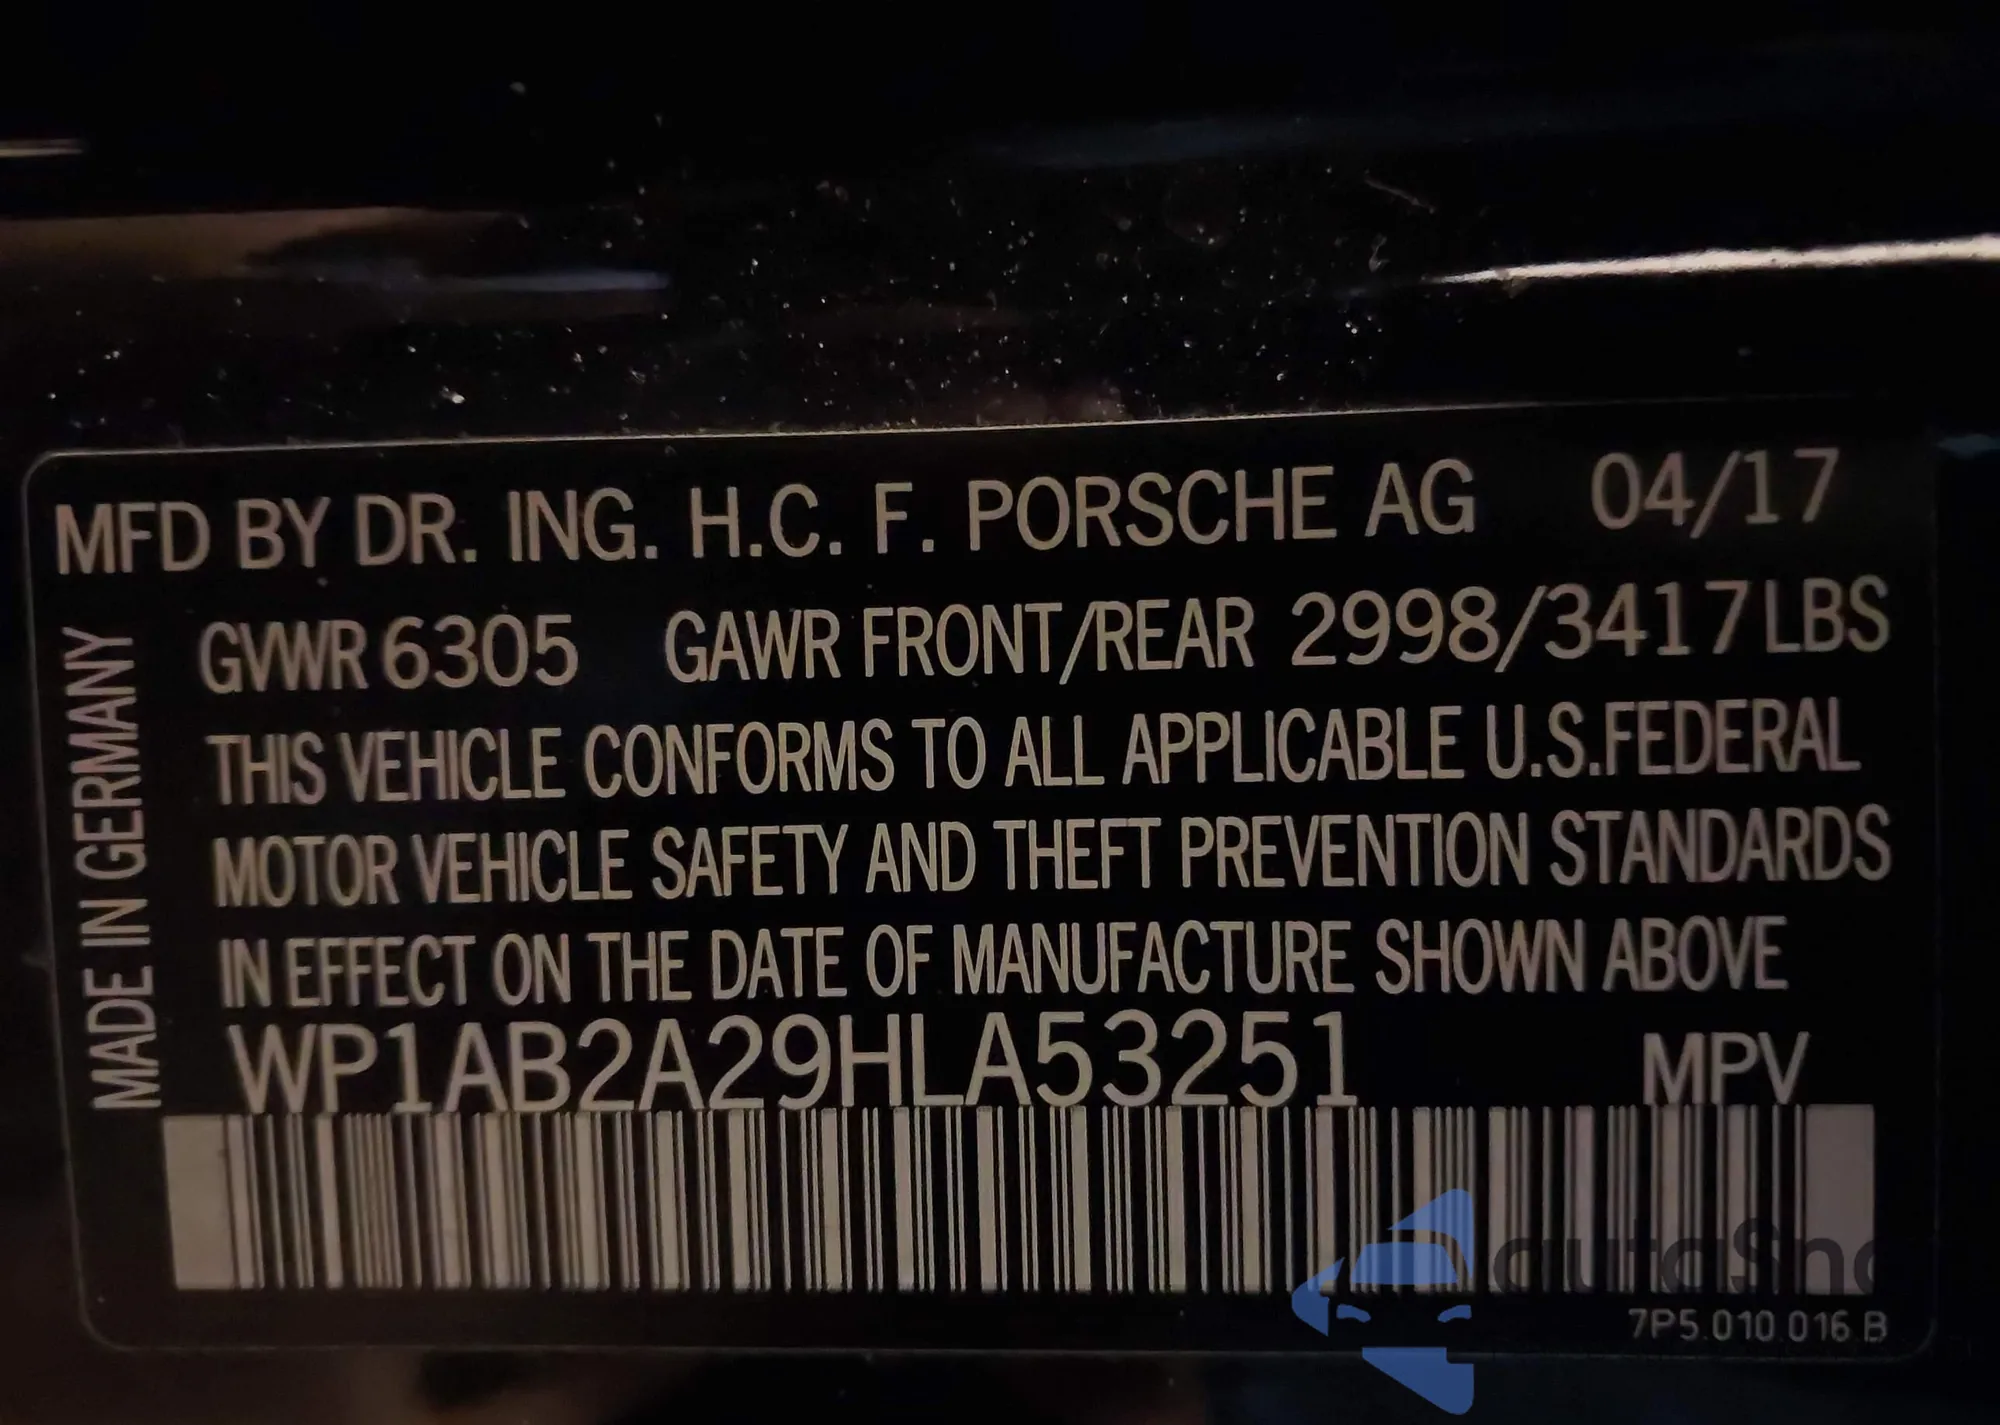 MFD BY DR. ING. H.C. F. PORSCHE AG 04/17
GVWR 6305 GAWR FRONT/REAR 2998/3417 LBS
THIS VEHICLE CONFORMS TO ALL APPLICABLE U.S.FEDERAL
MOTOR VEHICLE SAFETY AND THEFT PREVENTION STANDARDS
IN EFFECT ON THE DATE OF MANUFACTURE SHOWN ABOVE
WP1AB2A29HLA53251 MPV
MADE IN GERMANY
7P5.010.016.B